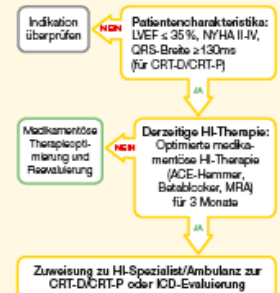 Indikation
überprüfen
NEIN
Patientencharakteristika:
LVEF ≤ 35%, NYHA II-IV,
QRS-Breite ≥130ms
(für CRT-D/CRT-P)
JA
Medikamentöse
Therapieopti-
mierung und
Reevaluierung
NEIN
Derzeitige HI-Therapie:
Optimierte medika-
mentöse HI-Therapie
(ACE-Hemmer,
Betablocker, MRA)
für 3 Monate
JA
Zuweisung zu HI-Spezialist/Ambulanz zur
CRT-D/CRT-P oder ICD-Evaluierung